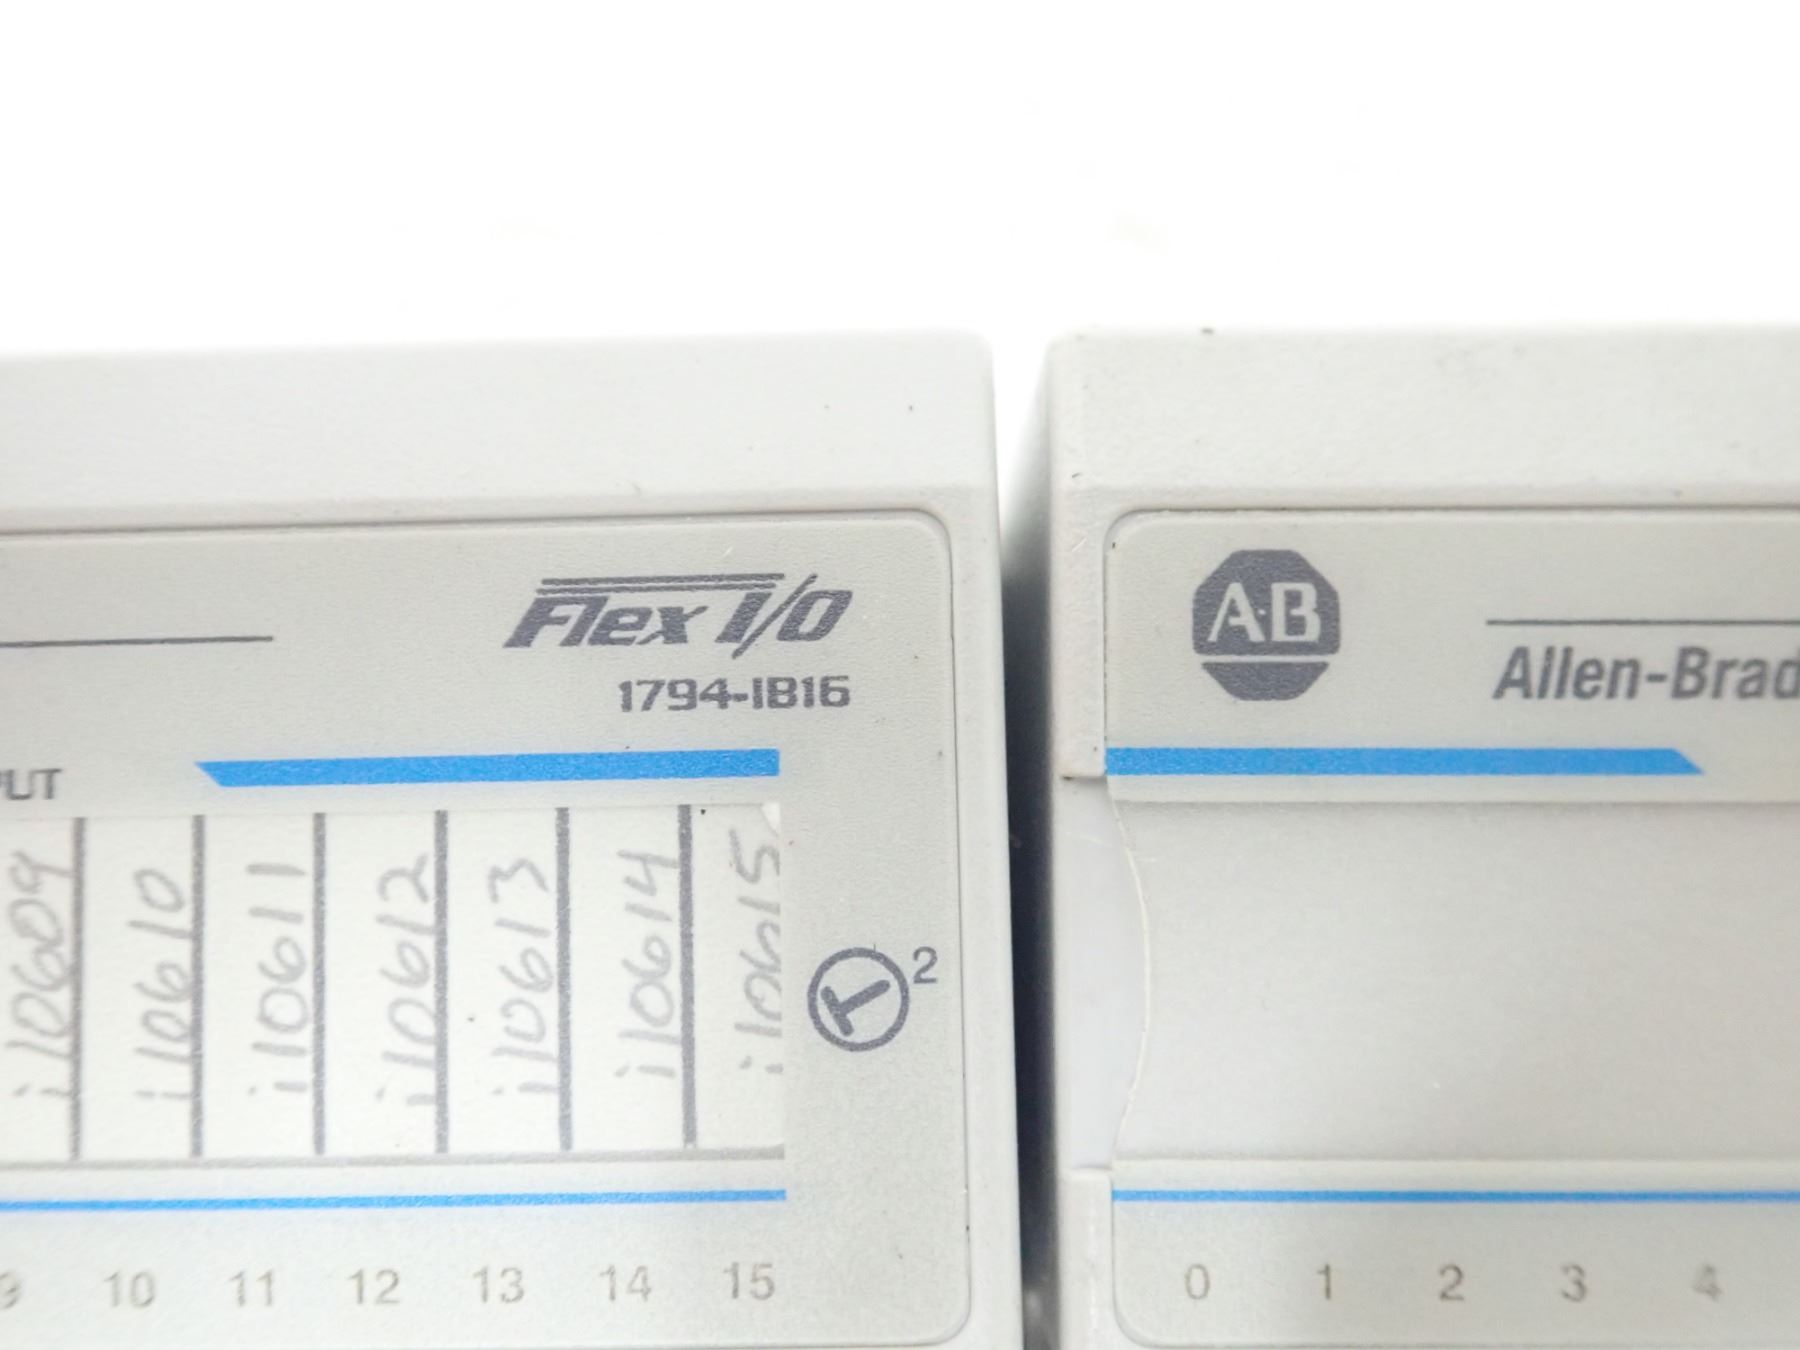 Flex I/O
1794-IB16
PUT
i10609
i10610
i10611
i10612
i10613
i10614
i10615
2
9 10 11 12 13 14 15
A-B
Allen-Brad
0 1 2 3 4